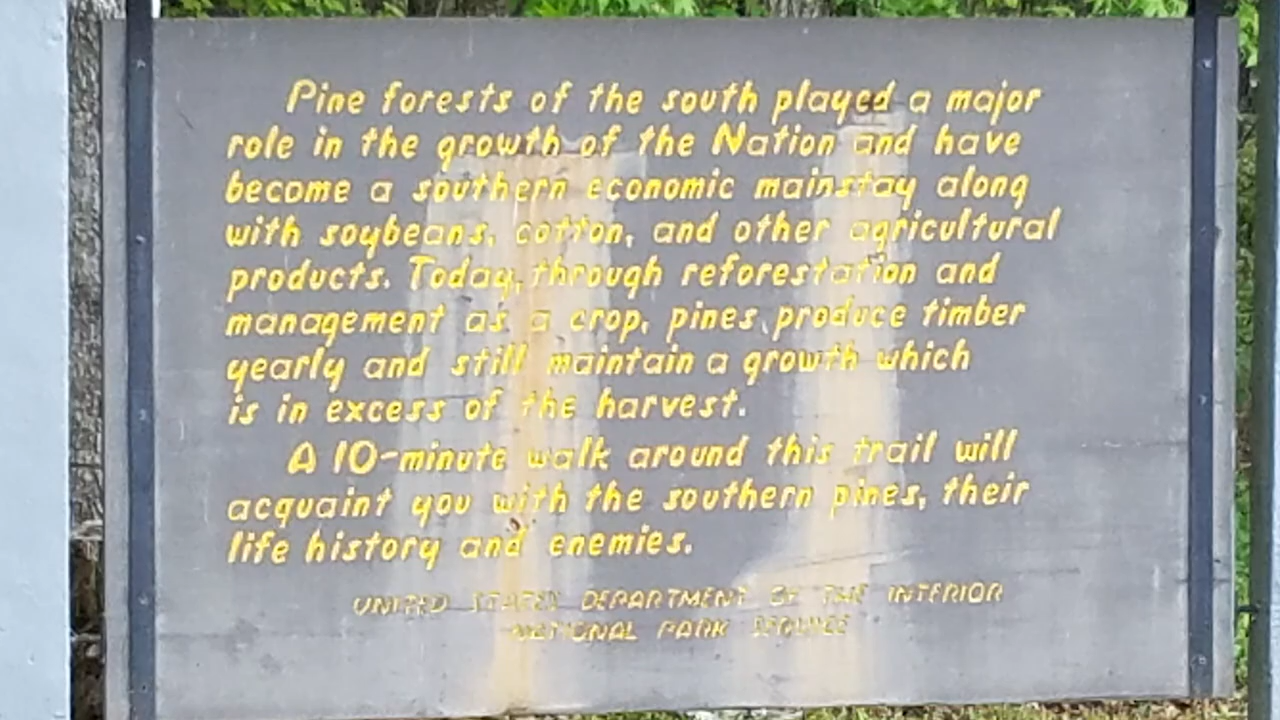 Pine forests of the south played a major
role in the growth of the Nation and have
become a southern economic mainstay along
with soybeans, cotton, and other agricultural
products. Today, through reforestation and
management as a crop, pines produce timber
yearly and still maintain a growth which
is in excess of the harvest.
A 10-minute walk around this trail will
acquaint you with the southern pines, their
life history and enemies.
UNITED STATES DEPARTMENT OF THE INTERIOR
NATIONAL PARK SERVICE